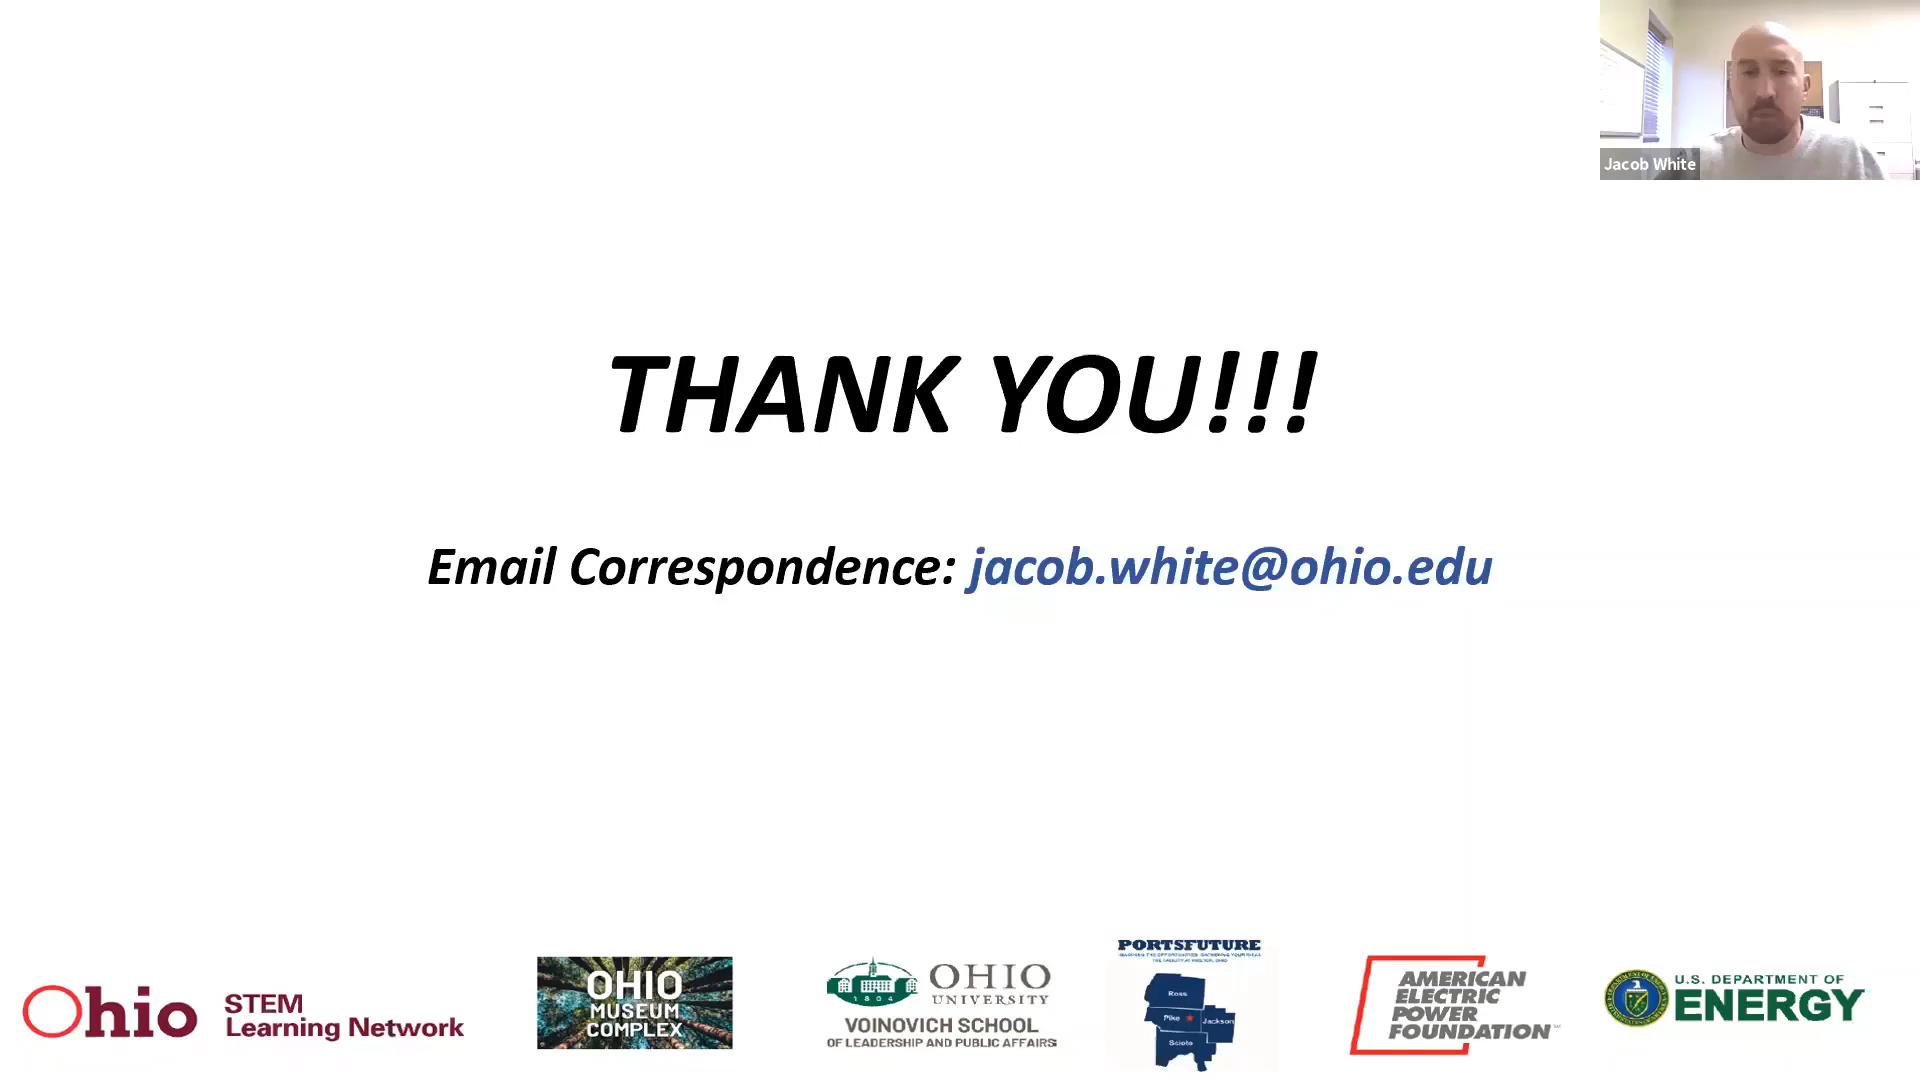 Jacob White
THANK YOU!!!
Email Correspondence: jacob.white@ohio.edu
Ohio
STEM
Learning Network
OHIO
MUSEUM
COMPLEX
1804
OHIO
UNIVERSITY
VOINOVICH SCHOOL
OF LEADERSHIP AND PUBLIC AFFAIRS
PORTSFUTURE
Ross
Pike
Jackson
Scioto
AMERICAN
ELECTRIC
POWER
FOUNDATION
U.S. DEPARTMENT OF
ENERGY